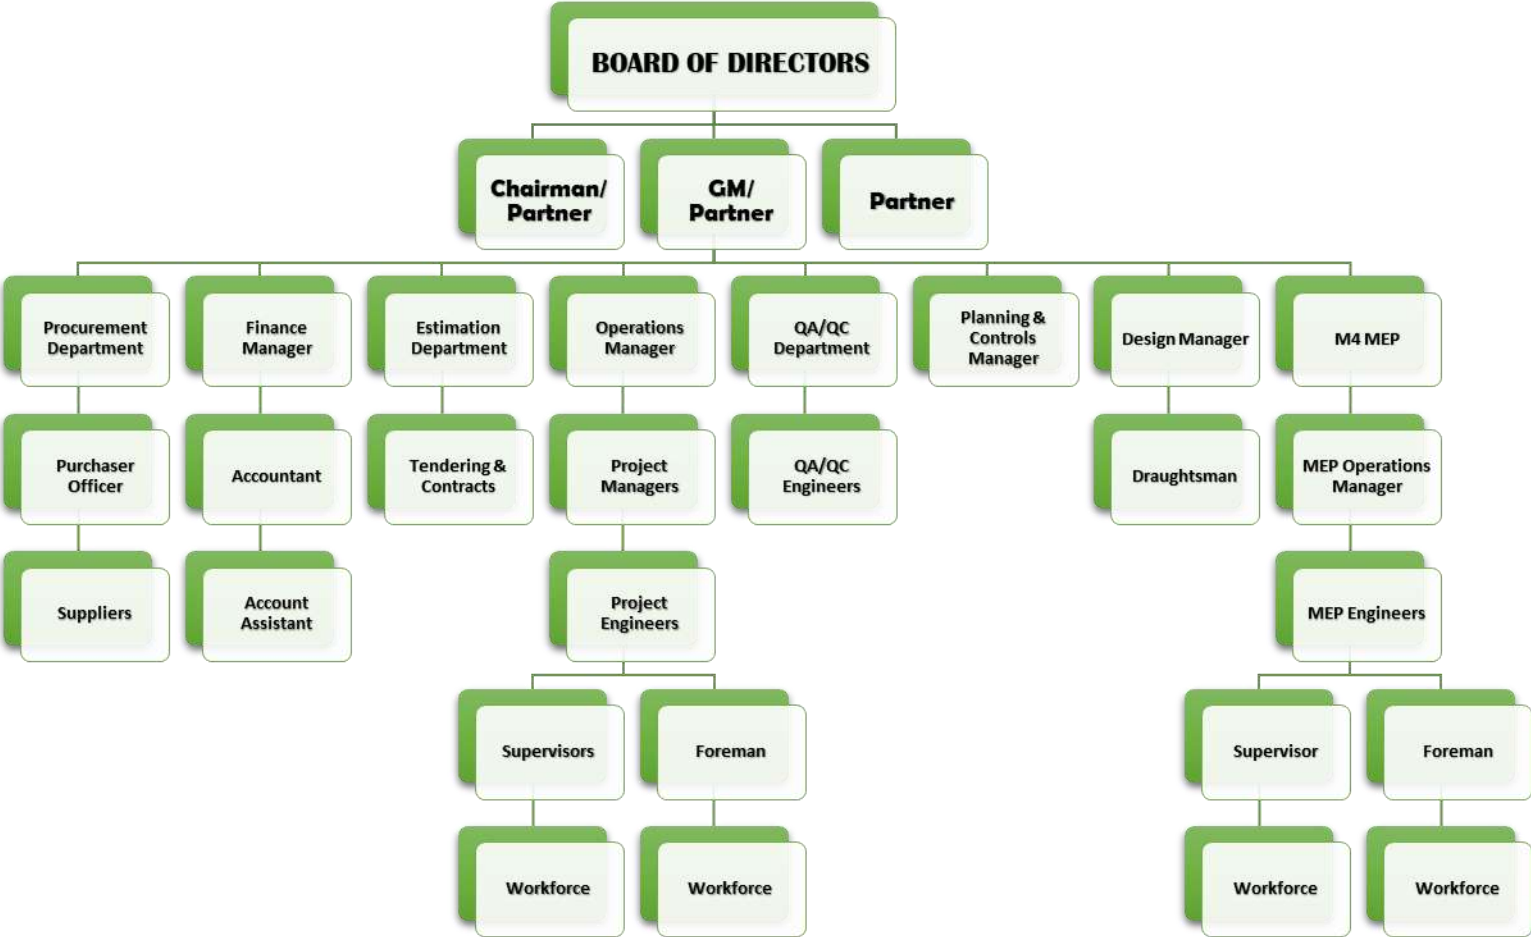 BOARD OF DIRECTORS
Chairman/
Partner
GM/
Partner
Partner
Procurement
Department
Finance
Manager
Estimation
Department
Operations
Manager
QA/QC
Department
Planning &
Controls
Manager
Design Manager
M4 MEP
Purchaser
Officer
Accountant
Tendering &
Contracts
Project
Managers
QA/QC
Engineers
Draughtsman
MEP Operations
Manager
Suppliers
Account
Assistant
Project
Engineers
MEP Engineers
Supervisors
Foreman
Supervisor
Foreman
Workforce
Workforce
Workforce
Workforce